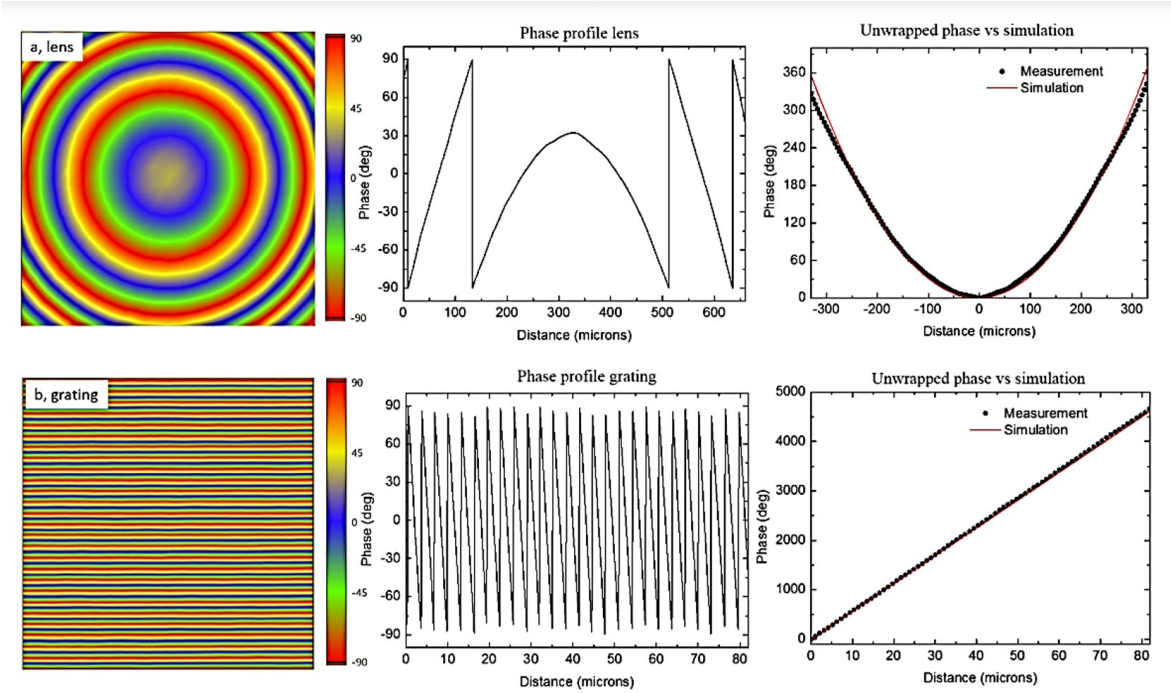 a, lens
90
45
0
-45
-90
Phase profile lens
Phase (deg)
90
60
30
0
-30
-60
-90
0 100 200 300 400 500 600
Distance (microns)
Unwrapped phase vs simulation
Measurement
Simulation
Phase (deg)
360
300
240
180
120
60
0
-300 -200 -100 0 100 200 300
Distance (microns)
b, grating
90
45
0
-45
-90
Phase profile grating
Phase (deg)
90
60
30
0
-30
-60
-90
0 10 20 30 40 50 60 70 80
Distance (microns)
Unwrapped phase vs simulation
Measurement
Simulation
Phase (deg)
5000
4000
3000
2000
1000
0
0 10 20 30 40 50 60 70 80
Distance (microns)